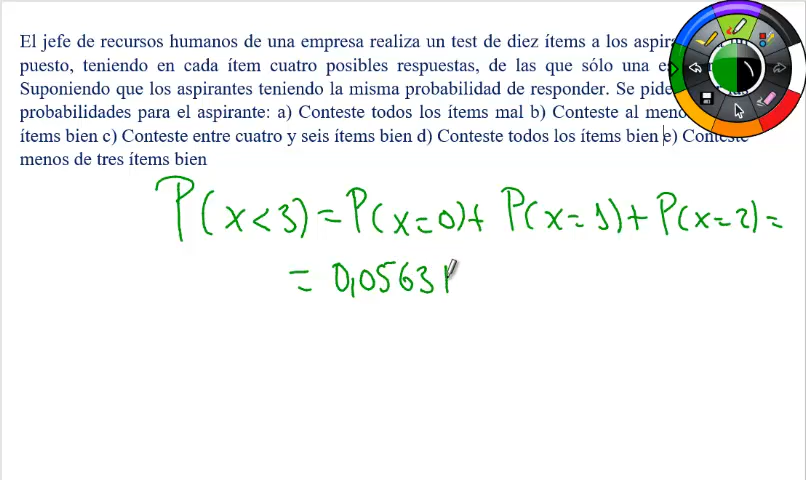 El jefe de recursos humanos de una empresa realiza un test de diez ítems a los
puesto, teniendo en cada ítem cuatro posibles respuestas, de las que sólo una
Suponiendo que los aspirantes teniendo la misma probabilidad de responder. Se
probabilidades para el aspirante: a) Conteste todos los ítems mal b) Conteste al
ítems bien c) Conteste entre cuatro y seis ítems bien d) Conteste todos los ítems bien e) Conteste
menos de tres ítems bien
P(x<3)=P(x=0)+ P(x=1)+P(x=2)=
= 0,0563